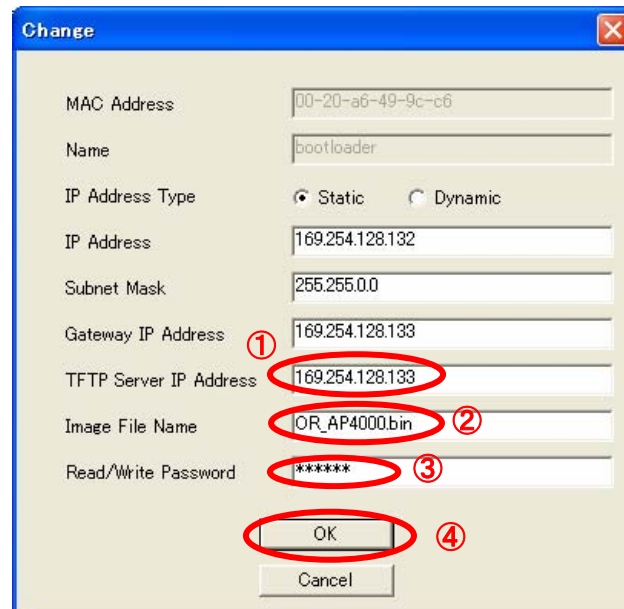 Change
MAC Address 00-20-a6-49-9c-c6
Name bootloader
IP Address Type Static Dynamic
IP Address 169.254.128.132
Subnet Mask 255.255.0.0
Gateway IP Address 169.254.128.133
①
TFTP Server IP Address 169.254.128.133
Image File Name OR_AP4000.bin ②
Read/Write Password ****** ③
OK ④
Cancel